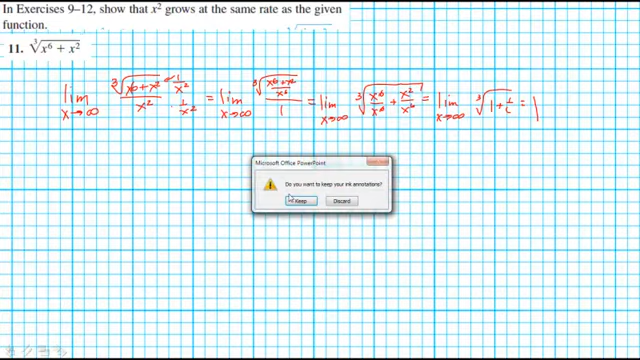 In Exercises 9–12, show that x² grows at the same rate as the given
function.
11. ∛(x⁶ + x²)
lim x→∞ ∛(x⁶ + x²) · 1/x² / x² · 1/x² = lim x→∞ ∛((x⁶ + x²)/x⁶) / 1 = lim x→∞ ∛(x⁶/x⁶ + x²/x⁶) = lim x→∞ = 1
Microsoft Office PowerPoint
Do you want to keep your ink annotations?
Keep
Discard